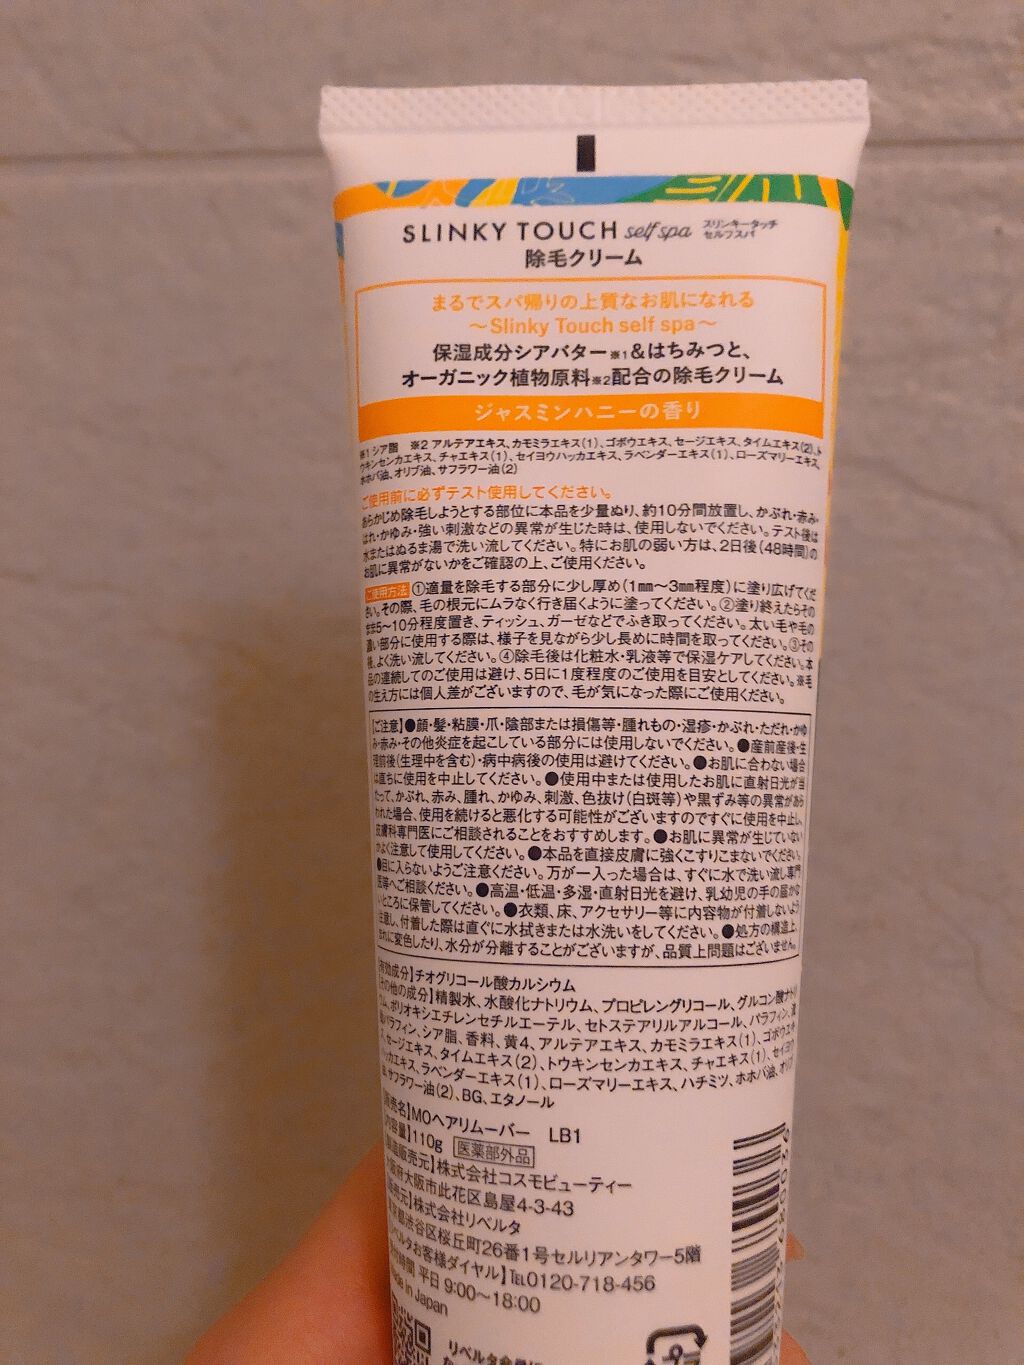 SLINKY TOUCH self spa スリンキータッチ セルフスパ
除毛クリーム
まるでスパ帰りの上質なお肌になれる
〜Slinky Touch self spa〜
保湿成分シアバター※1&はちみつと、
オーガニック植物原料※2配合の除毛クリーム
ジャスミンハニーの香り
※1 シア脂 ※2 アルテアエキス、カモミラエキス(1)、ゴボウエキス、セージエキス、タイムエキス(2)、ト
ウキンセンカエキス、チャエキス(1)、セイヨウハッカエキス、ラベンダーエキス(1)、ローズマリーエキス、
ホホバ油、オリブ油、サフラワー油(2)
ご使用前に必ずテスト使用してください。
あらかじめ除毛しようとする部位に本品を少量ぬり、約10分間放置し、かぶれ・赤み・
はれ・かゆみ・強い刺激などの異常が生じた時は、使用しないでください。テスト後は
水またはぬるま湯で洗い流してください。特にお肌の弱い方は、2日後(48時間)の
お肌に異常がないかをご確認の上、ご使用ください。
ご使用方法 ①適量を除毛する部分に少し厚め(1mm〜3mm程度)に塗り広げてくだ
さい。その際、毛の根元にムラなく行き届くように塗ってください。②塗り終えたらその
まま5〜10分程度置き、ティッシュ、ガーゼなどでふき取ってください。太い毛や毛の
濃い部分に使用する際は、様子を見ながら少し長めに時間を取ってください。③その
後、よく洗い流してください。④除毛後は化粧水・乳液等で保湿ケアしてください。本
品の連続してのご使用は避け、5日に1度程度のご使用を目安としてください。※毛
の生え方には個人差がございますので、毛が気になった際にご使用ください。
【ご注意】●顔・髪・粘膜・爪・陰部または損傷等・腫れもの・湿疹・かぶれ・ただれ・かゆ
み・赤み・その他炎症を起こしている部分には使用しないでください。●産前産後・生
理前後(生理中を含む)・病中病後の使用は避けてください。●お肌に合わない場合
は直ちに使用を中止してください。●使用中または使用したお肌に直射日光が当
たって、かぶれ、赤み、腫れ、かゆみ、刺激、色抜け(白斑等)や黒ずみ等の異常があら
われた場合、使用を続けると悪化する可能性がございますのですぐに使用を中止し、
皮膚科専門医にご相談されることをおすすめします。●お肌に異常が生じていない
かよく注意して使用してください。●本品を直接皮膚に強くこすりこまないでください。
●目に入らないようご注意ください。万が一入った場合は、すぐに水で洗い流し専門
医等へご相談ください。●高温・低温・多湿・直射日光を避け、乳幼児の手の届かな
いところに保管してください。●衣類、床、アクセサリー等に内容物が付着しないよう
注意し、付着した際は直ぐに水拭きまたは水洗いをしてください。●処方の構造上、
まれに変色したり、水分が分離することがございますが、品質上問題はございません。
【有効成分】チオグリコール酸カルシウム
【その他の成分】精製水、水酸化ナトリウム、プロピレングリコール、グルコン酸ナトリ
ウム、ポリオキシエチレンセチルエーテル、セトステアリルアルコール、パラフィン、流
動パラフィン、シア脂、香料、黄4、アルテアエキス、カモミラエキス(1)、ゴボウエキ
ス、セージエキス、タイムエキス(2)、トウキンセンカエキス、チャエキス(1)、セイヨウ
ハッカエキス、ラベンダーエキス(1)、ローズマリーエキス、ハチミツ、ホホバ油、オリブ
油、サフラワー油(2)、BG、エタノール
【販売名】MOヘアリムーバー LB1
【内容量】110g 医薬部外品
【製造販売元】株式会社コスモビューティー
大阪府大阪市此花区島屋4-3-43
【発売元】株式会社リベルタ
東京都渋谷区桜丘町26番1号セルリアンタワー5階
【リベルタお客様ダイヤル】TEL0120-718-456
受付時間 平日 9:00〜18:00
Made in Japan